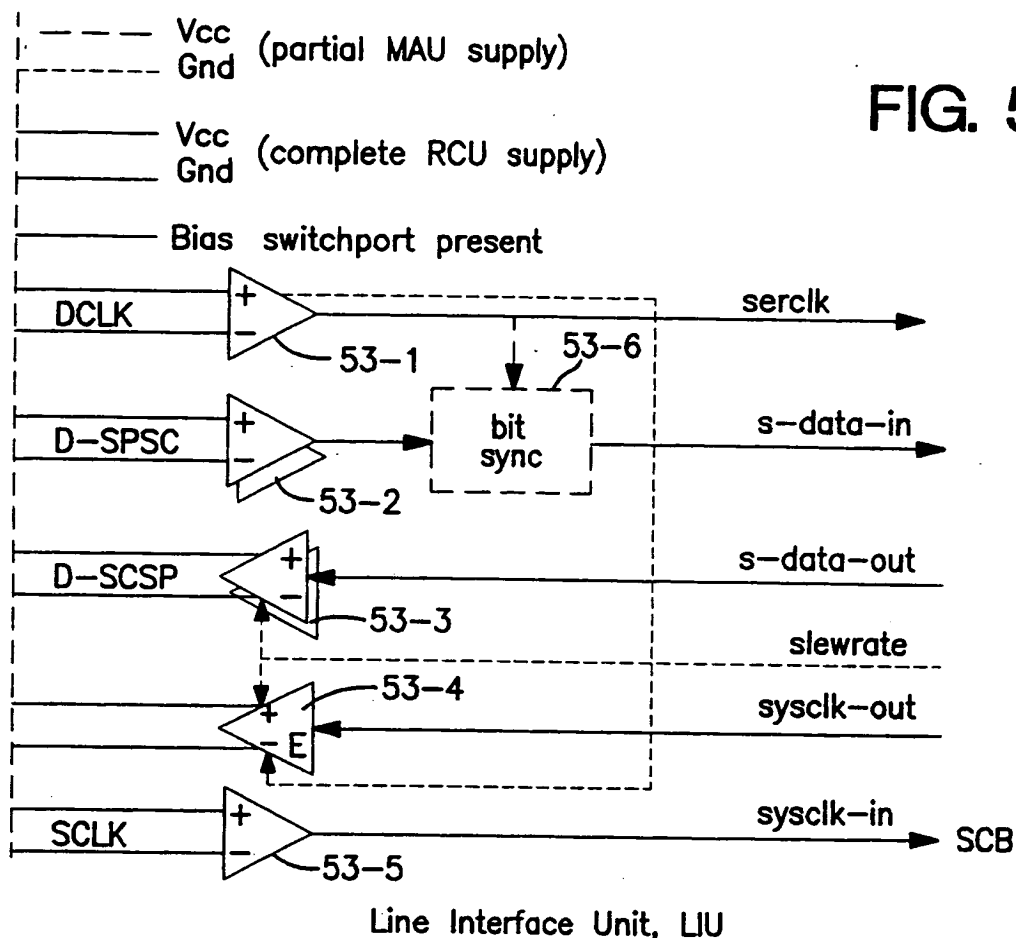 Vcc
Gnd
(partial MAU supply)
FIG. 5
Vcc
Gnd
(complete RCU supply)
Bias switchport present
+
DCLK
-
53-1
serclk
53-6
+
D-SPSC
-
53-2
bit
sync
s-data-in
+
D-SCSP
-
53-3
s-data-out
slewrate
53-4
+
- E
sysclk-out
+
SCLK
-
53-5
sysclk-in
SCB
Line Interface Unit, LIU